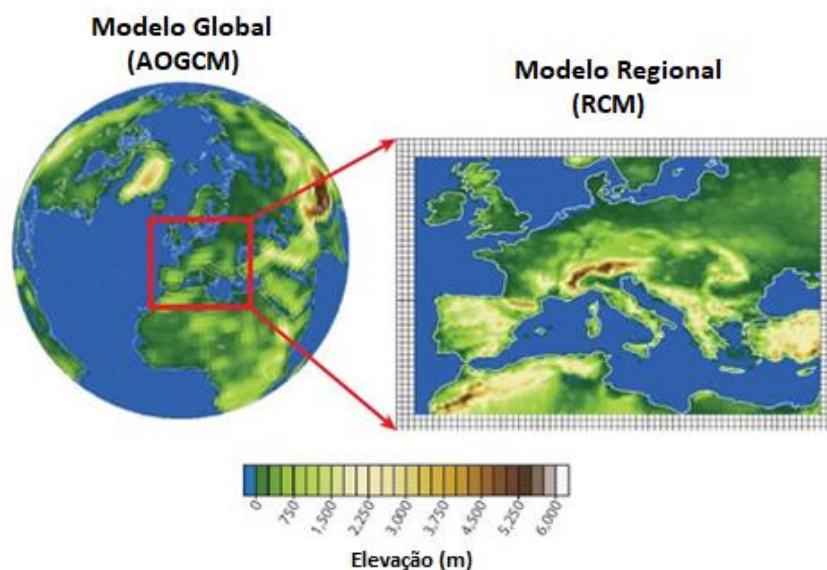 Modelo Global
(AOGCM)
Modelo Regional
(RCM)
0
750
1,500
2,250
3,000
3,750
4,500
5,250
6,000
Elevação (m)